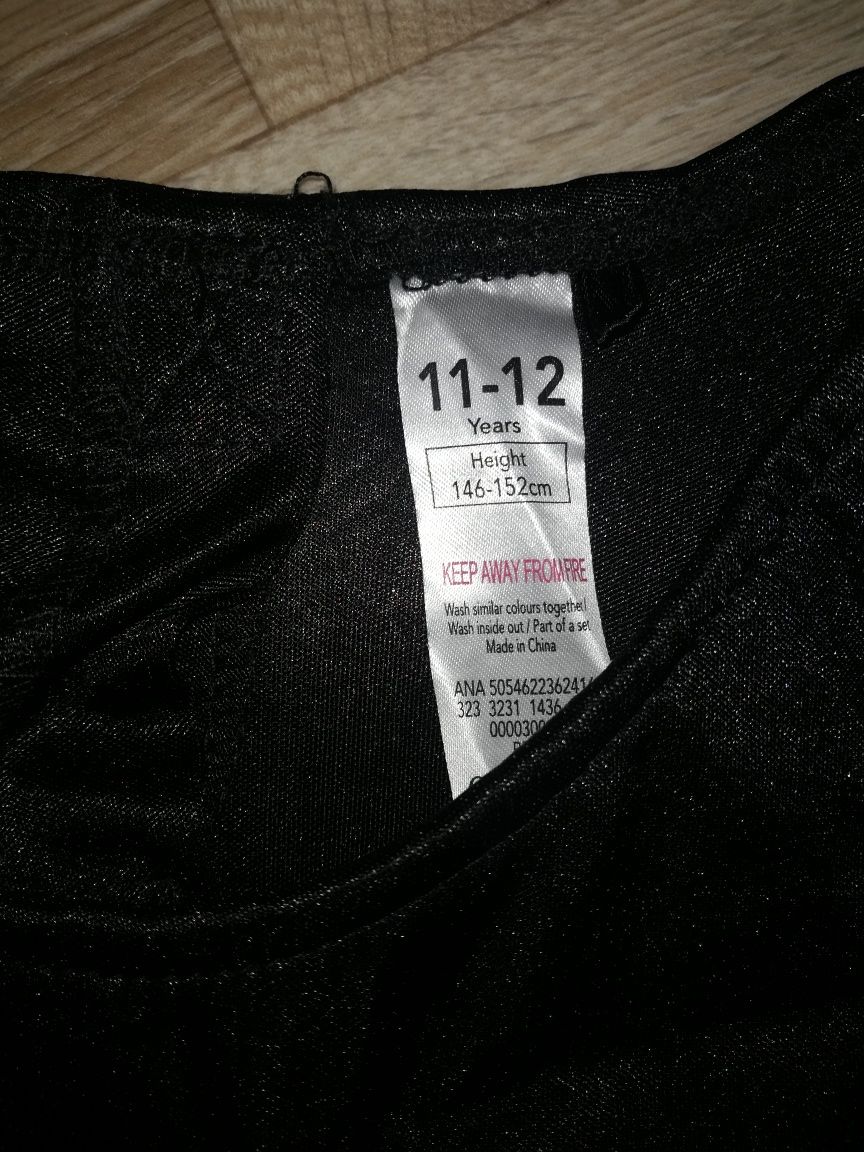 11-12
Years
Height
146-152cm
KEEP AWAY FROM FIRE
Wash similar colours together/
Wash inside out / Part of a set
Made in China
ANA
323 3231 1436